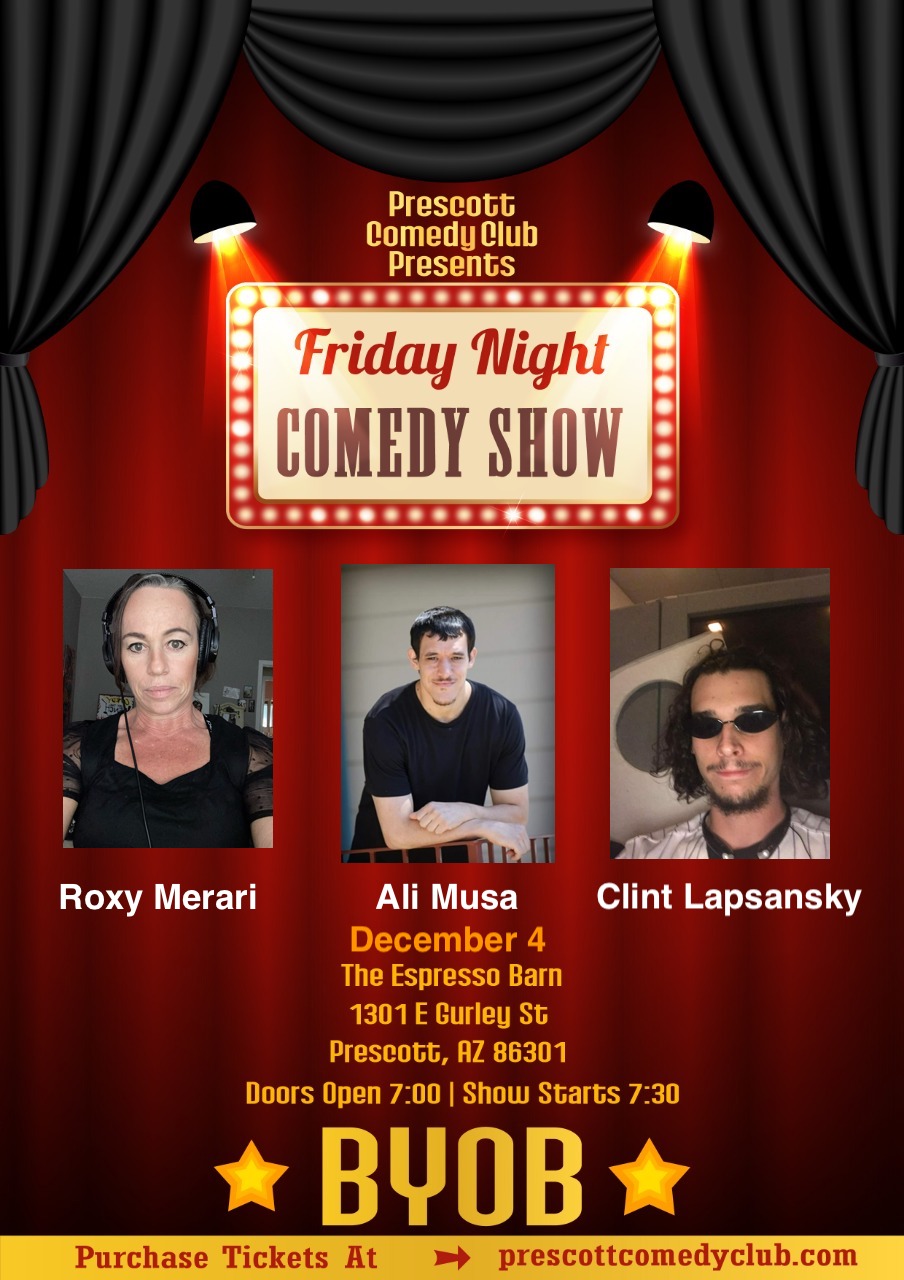 Prescott
Comedy Club
Presents
Friday Night
COMEDY SHOW
Roxy Merari
Ali Musa
Clint Lapsansky
December 4
The Espresso Barn
1301 E Gurley St
Prescott, AZ 86301
Doors Open 7:00 | Show Starts 7:30
BYOB
Purchase Tickets At
prescottcomedyclub.com